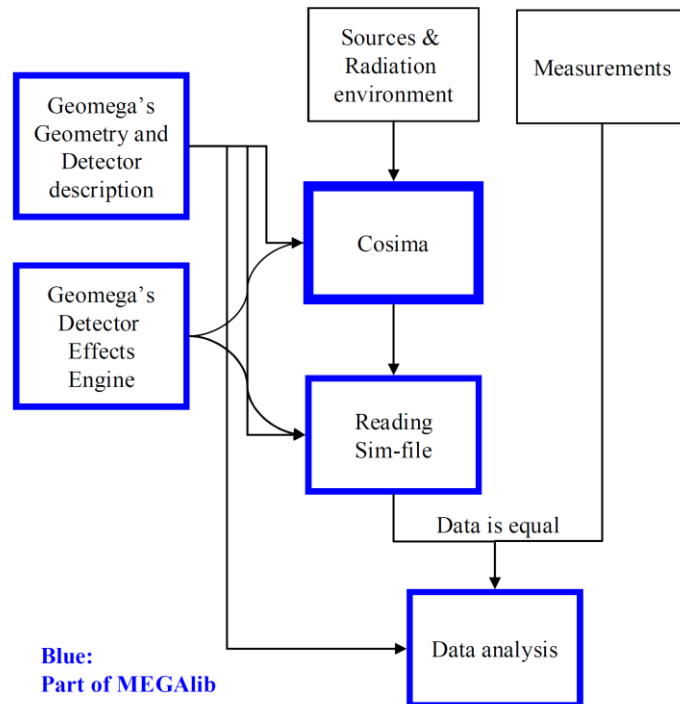 Sources &
Radiation
environment
Measurements
Geomega’s
Geometry and
Detector
description
Cosima
Geomega’s
Detector
Effects
Engine
Reading
Sim-file
Data is equal
Data analysis
Blue:
Part of MEGAlib